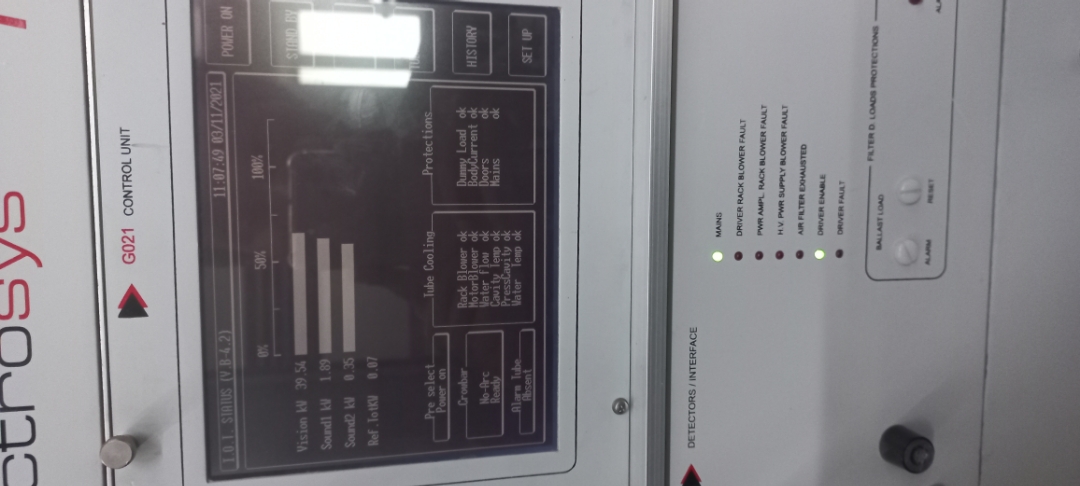 ctrosys
G021 CONTROL UNIT
I.O.T. STATUS (V.8-4.2)
11:07:49 03/11/2021
POWER ON
0% 50% 100%
STAND BY
Vision kW 39.54
Sound1 kW 1.89
Sound2 kW 0.35
Ref.TotKW 0.07
HISTORY
SET UP
Pre select
Power on
Crowbar
No-Arc
Ready
Alarm Tube
Absent
Tube Cooling
Rack Blower ok
MotorBlower ok
Water Flow ok
Cavity Temp ok
PressCavity ok
Water Temp ok
Protections
Dummy Load ok
BodyCurrent ok
Doors ok
Mains ok
DETECTORS / INTERFACE
MAINS
DRIVER RACK BLOWER FAULT
PWR AMPL. RACK BLOWER FAULT
H.V. PWR SUPPLY BLOWER FAULT
AIR FILTER EXHAUSTED
DRIVER ENABLE
DRIVER FAULT
FILTER D. LOADS PROTECTIONS
BALLAST LOAD
ALARM
RESET